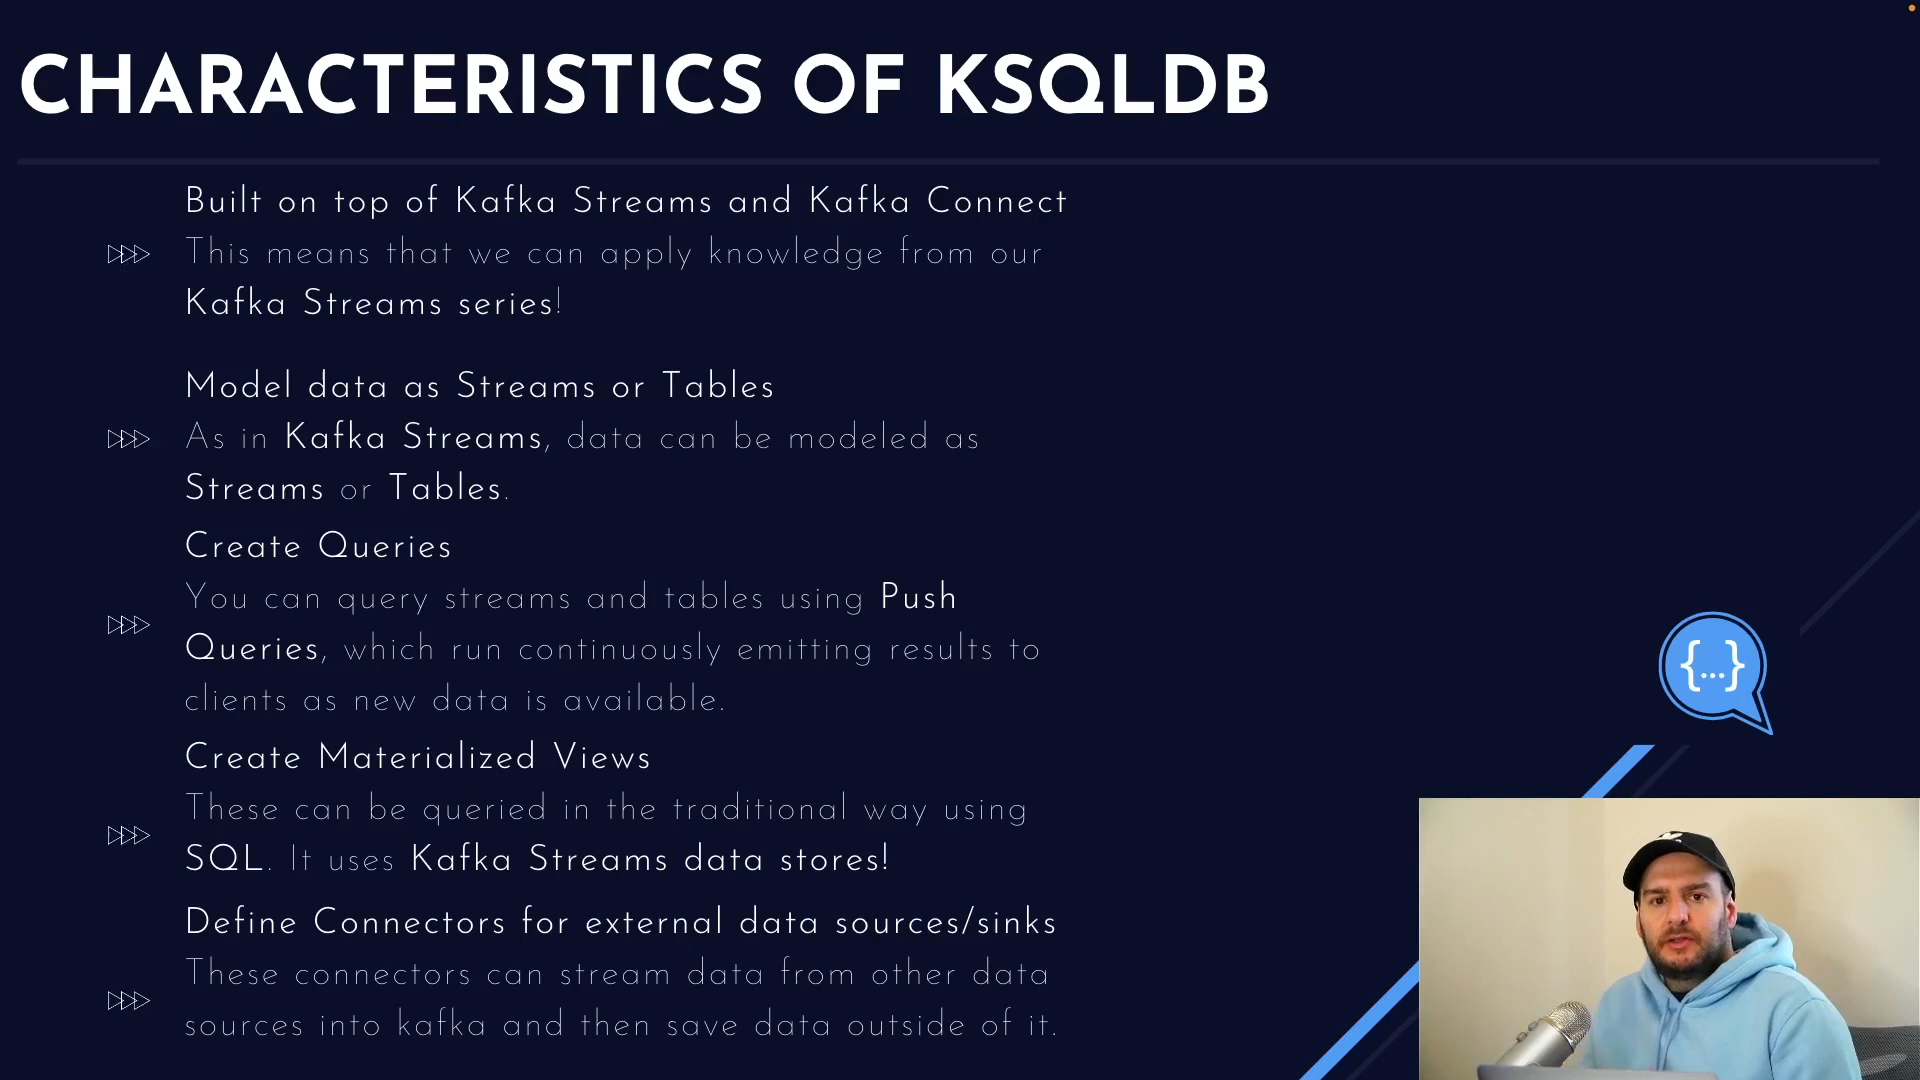 CHARACTERISTICS OF KSQLDB
Built on top of Kafka Streams and Kafka Connect
This means that we can apply knowledge from our
Kafka Streams series!
Model data as Streams or Tables
As in Kafka Streams, data can be modeled as
Streams or Tables.
Create Queries
You can query streams and tables using Push
Queries, which run continuously emitting results to
clients as new data is available.
Create Materialized Views
These can be queried in the traditional way using
SQL. It uses Kafka Streams data stores!
Define Connectors for external data sources/sinks
These connectors can stream data from other data
sources into kafka and then save data outside of it.
{...}